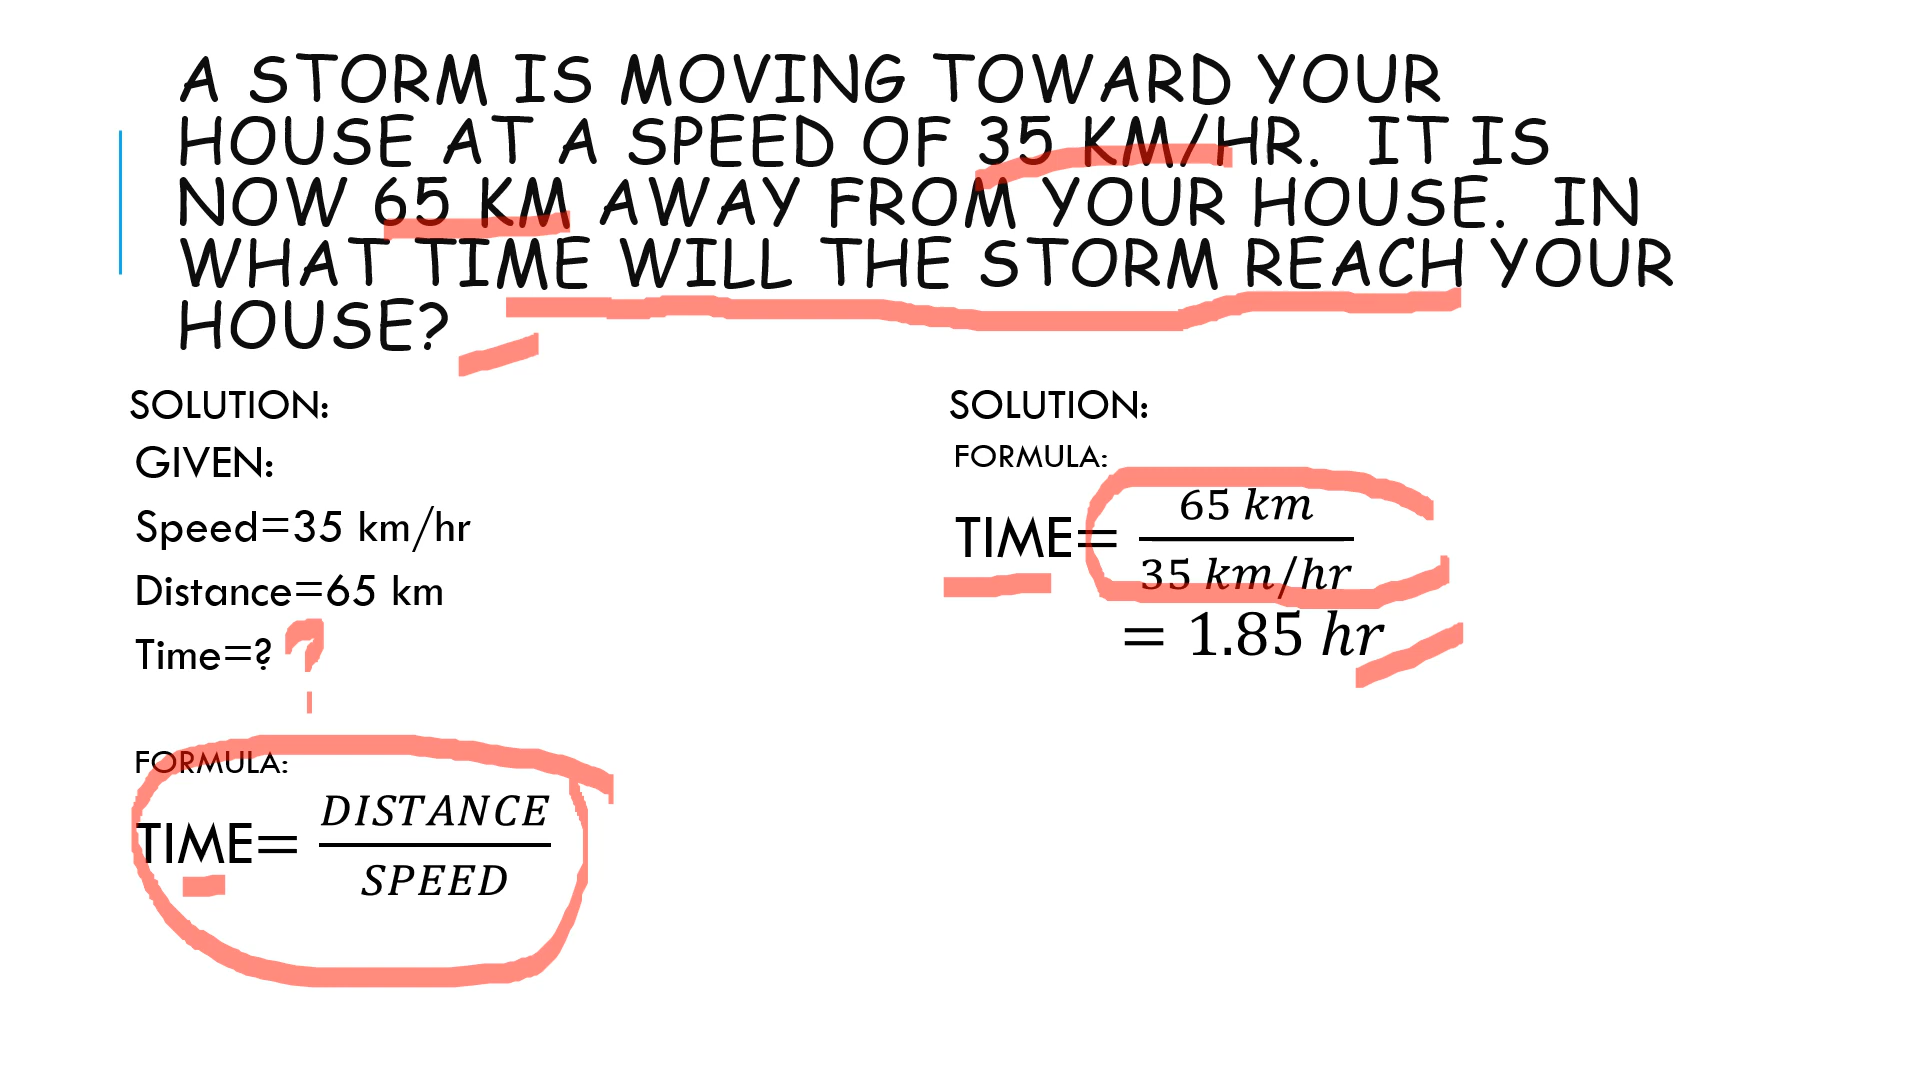 A STORM IS MOVING TOWARD YOUR
HOUSE AT A SPEED OF 35 KM/HR.  IT IS
NOW 65 KM AWAY FROM YOUR HOUSE.  IN
WHAT TIME WILL THE STORM REACH YOUR
HOUSE?
SOLUTION:
GIVEN:
Speed=35 km/hr
Distance=65 km
Time=? ?
FORMULA:
TIME= DISTANCE
SPEED
SOLUTION:
FORMULA:
TIME= 65 km
35 km/hr
= 1.85 hr